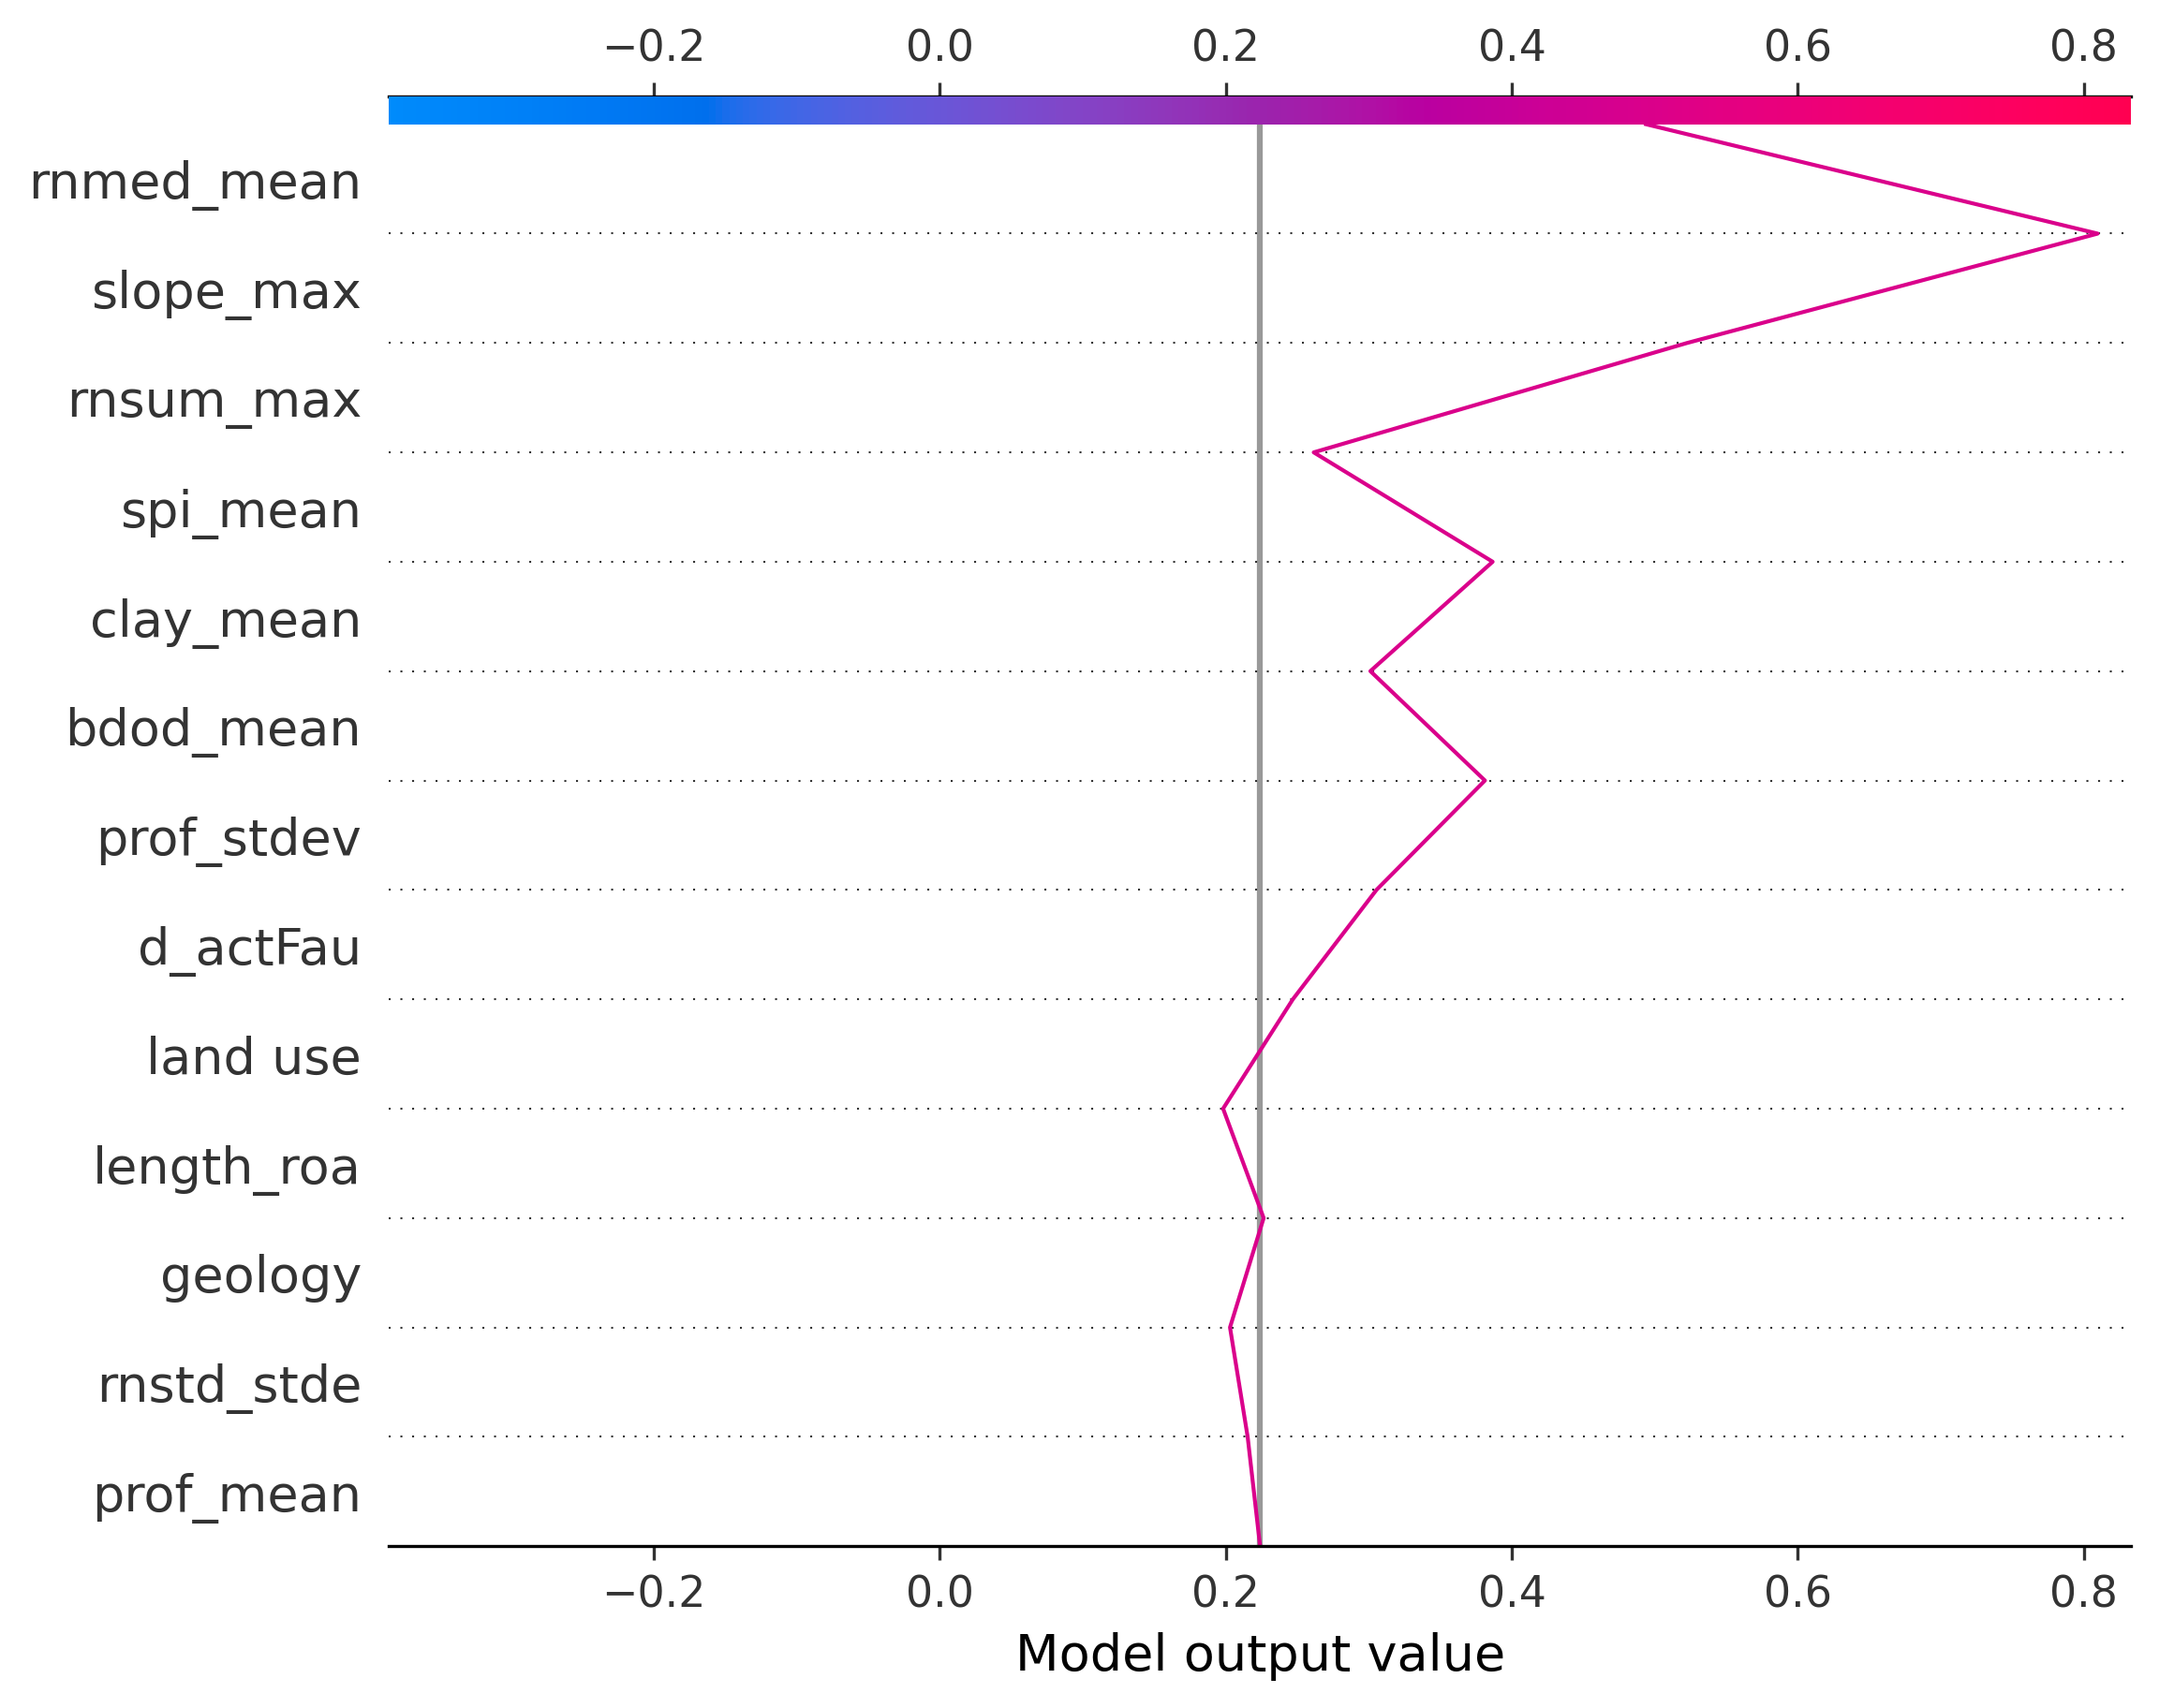 −0.2 0.0 0.2 0.4 0.6 0.8
rnmed_mean
slope_max
rnsum_max
spi_mean
clay_mean
bdod_mean
prof_stdev
d_actFau
land use
length_roa
geology
rnstd_stde
prof_mean
−0.2 0.0 0.2 0.4 0.6 0.8
Model output value